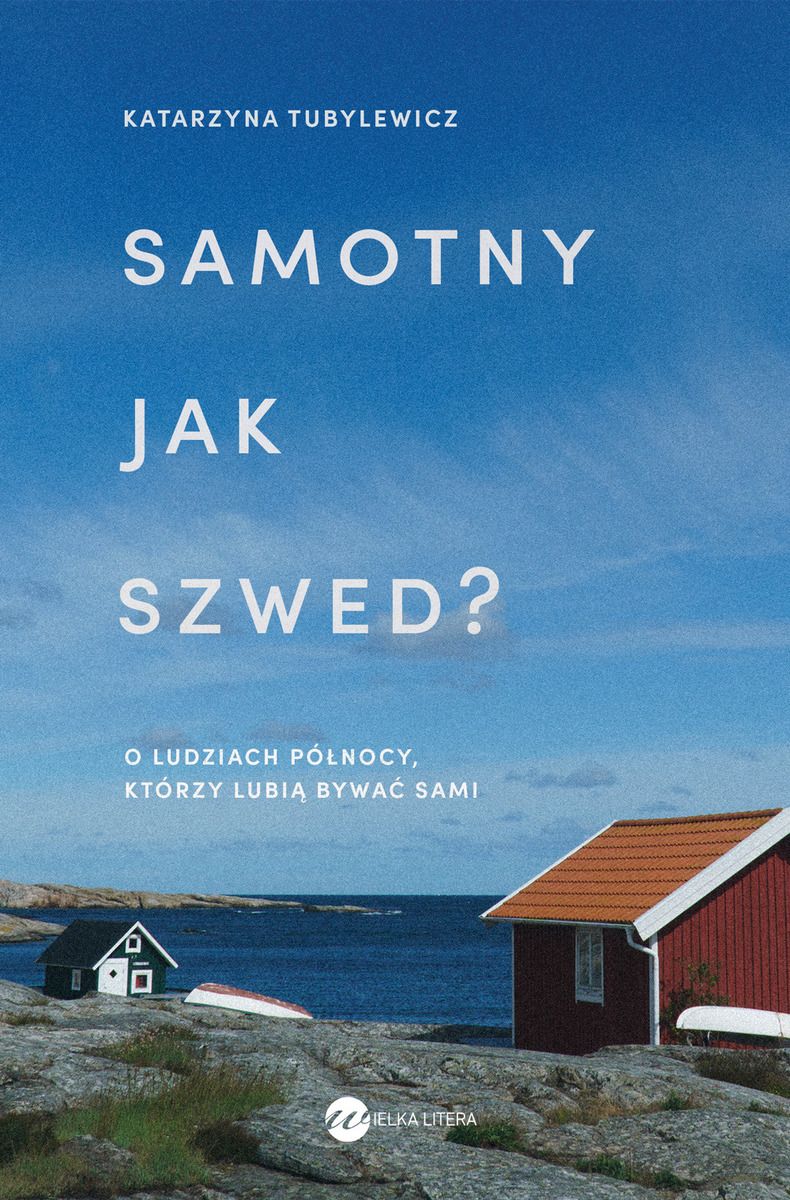 KATARZYNA TUBYLEWICZ
SAMOTNY
JAK
SZWED?
O LUDZIACH PÓŁNOCY,
KTÓRZY LUBIĄ BYWAĆ SAMI
WIELKA LITERA